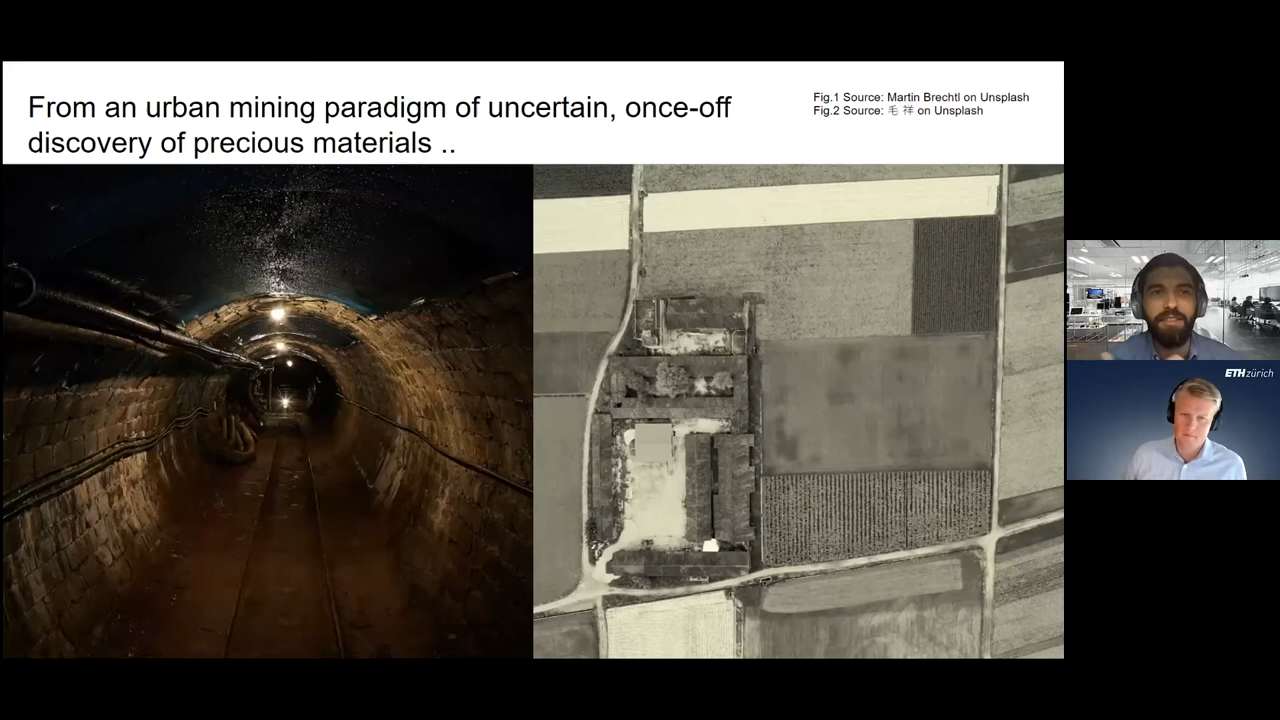 From an urban mining paradigm of uncertain, once-off
discovery of precious materials ..
Fig.1 Source: Martin Brechtl on Unsplash
Fig.2 Source: 毛 祥 on Unsplash
ETH zürich